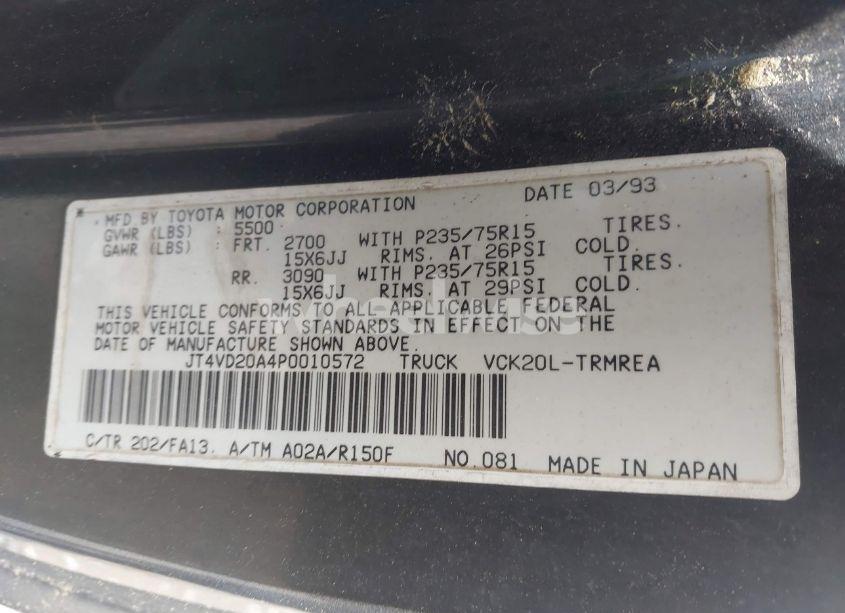 MFD. BY TOYOTA MOTOR CORPORATION DATE 03/93
GVWR (LBS) : 5500
GAWR (LBS) : FRT. 2700 WITH P235/75R15 TIRES.
15X6JJ RIMS. AT 26PSI COLD.
RR. 3090 WITH P235/75R15 TIRES.
15X6JJ RIMS. AT 29PSI COLD.
THIS VEHICLE CONFORMS TO ALL APPLICABLE FEDERAL
MOTOR VEHICLE SAFETY STANDARDS IN EFFECT ON THE
DATE OF MANUFACTURE SHOWN ABOVE.
JT4VD20A4P0010572 TRUCK VCK20L-TRMREA
C/TR 202/FA13. A/TM A02A/R150F NO.081 MADE IN JAPAN